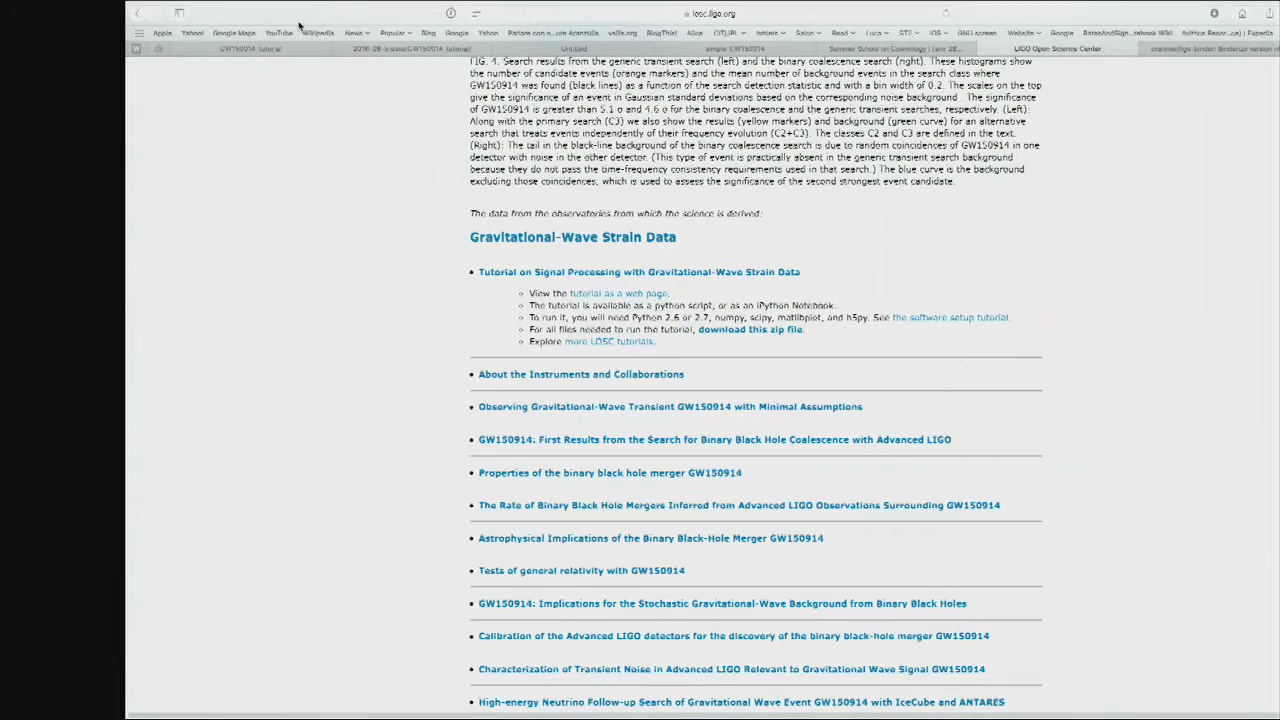 losc.ligo.org
Apple Yahoo! Google Maps YouTube Wikipedia News Popular Bing Google Yahoo Parlare con o...re Aranzulla vallis.org BlogThis! Alice CITJPL Salon Read Luca ST2 iOS GNU screen Website Google RatesAndSign...tebook Wiki Author Resor...ca) | Expedia
GW150914 tutorial 2016-06-trieste/GW150914 tutorial/ Untitled simple GW150914 Summer School on Cosmology | (smr 28... LIGO Open Science Center cranmer/ligo-binder: Binderized version of
FIG. 4. Search results from the generic transient search (left) and the binary coalescence search (right). These histograms show
the number of candidate events (orange markers) and the mean number of background events in the search class where
GW150914 was found (black lines) as a function of the search detection statistic and with a bin width of 0.2. The scales on the top
give the significance of an event in Gaussian standard deviations based on the corresponding noise background . The significance
of GW150914 is greater than 5.1 σ and 4.6 σ for the binary coalescence and the generic transient searches, respectively. (Left):
Along with the primary search (C3) we also show the results (yellow markers) and background (green curve) for an alternative
search that treats events independently of their frequency evolution (C2+C3). The classes C2 and C3 are defined in the text.
(Right): The tail in the black-line background of the binary coalescence search is due to random coincidences of GW150914 in one
detector with noise in the other detector. (This type of event is practically absent in the generic transient search background
because they do not pass the time-frequency consistency requirements used in that search.) The blue curve is the background
excluding those coincidences, which is used to assess the significance of the second strongest event candidate.
The data from the observatories from which the science is derived:
Gravitational-Wave Strain Data
• Tutorial on Signal Processing with Gravitational-Wave Strain Data
○ View the tutorial as a web page.
○ The tutorial is available as a python script, or as an iPython Notebook.
○ To run it, you will need Python 2.6 or 2.7, numpy, scipy, matlibplot, and h5py. See the software setup tutorial.
○ For all files needed to run the tutorial, download this zip file.
○ Explore more LOSC tutorials.
• About the Instruments and Collaborations
• Observing Gravitational-Wave Transient GW150914 with Minimal Assumptions
• GW150914: First Results from the Search for Binary Black Hole Coalescence with Advanced LIGO
• Properties of the binary black hole merger GW150914
• The Rate of Binary Black Hole Mergers Inferred from Advanced LIGO Observations Surrounding GW150914
• Astrophysical Implications of the Binary Black-Hole Merger GW150914
• Tests of general relativity with GW150914
• GW150914: Implications for the Stochastic Gravitational-Wave Background from Binary Black Holes
• Calibration of the Advanced LIGO detectors for the discovery of the binary black-hole merger GW150914
• Characterization of Transient Noise in Advanced LIGO Relevant to Gravitational Wave Signal GW150914
• High-energy Neutrino Follow-up Search of Gravitational Wave Event GW150914 with IceCube and ANTARES